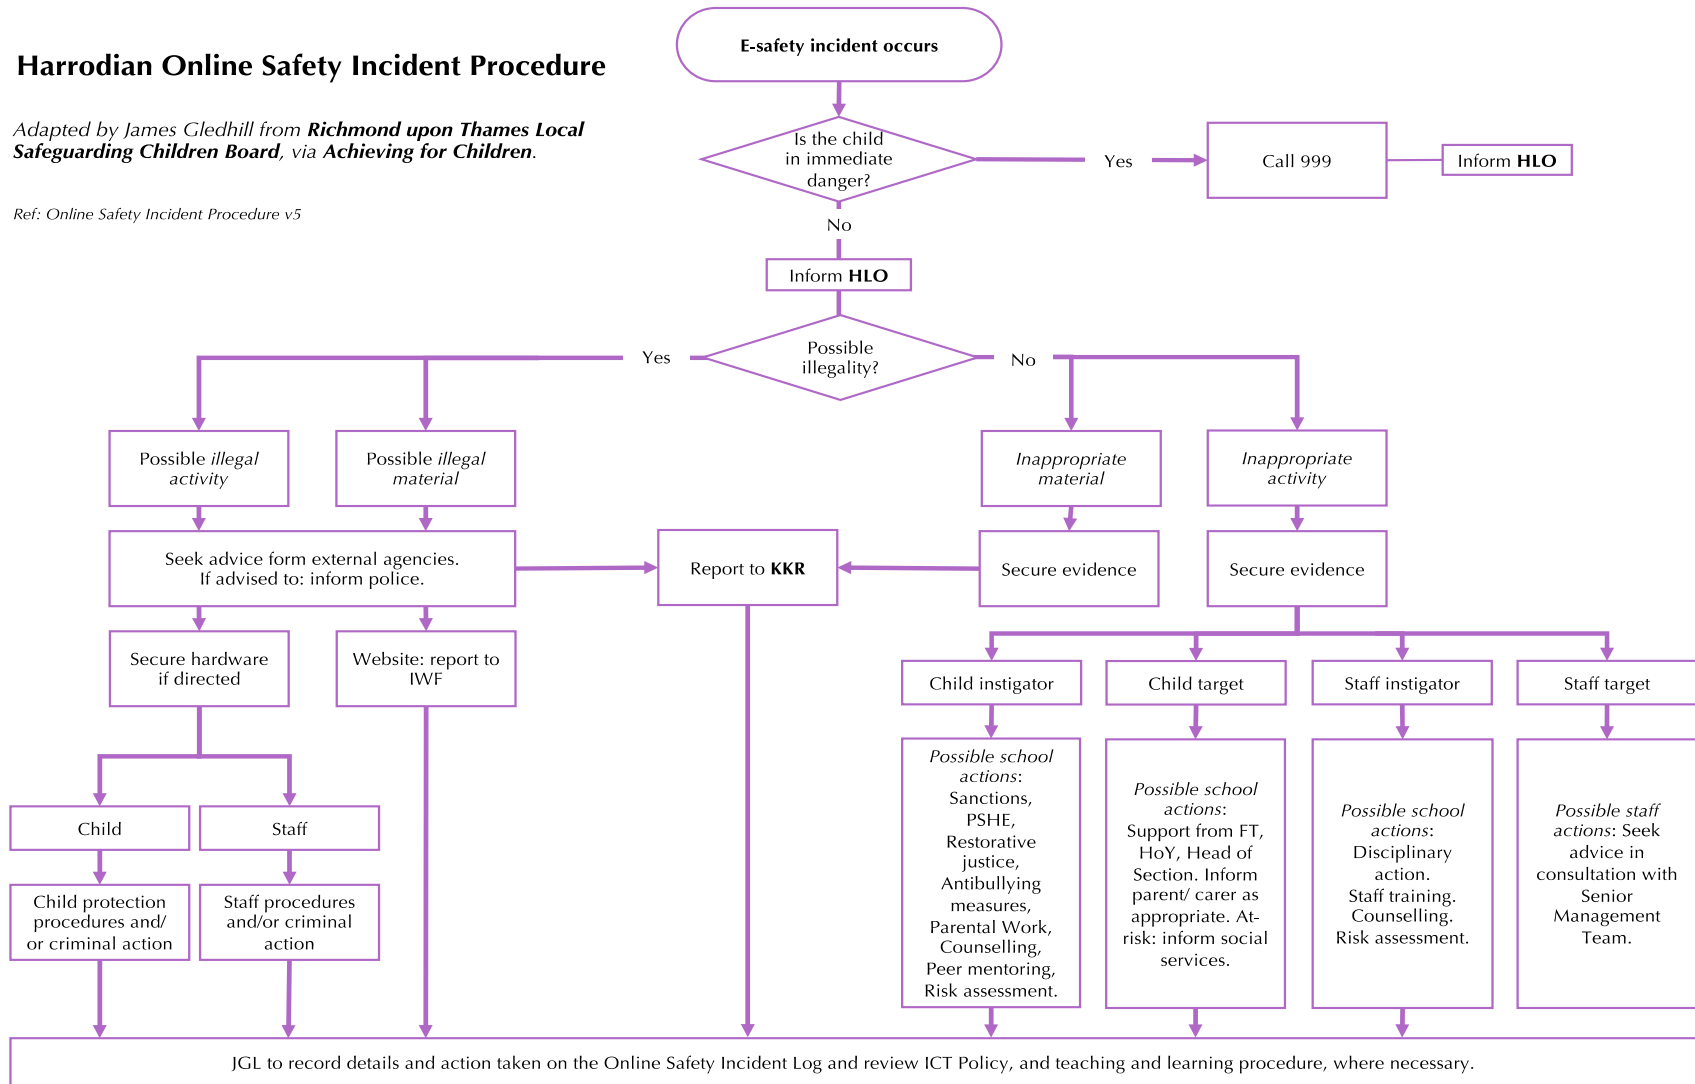 E-safety incident occurs
Harrodian Online Safety Incident Procedure
Adapted by James Gledhill from Richmond upon Thames Local
Safeguarding Children Board, via Achieving for Children.
Ref: Online Safety Incident Procedure v5
Is the child
in immediate
danger?
Yes
Call 999
Inform HLO
No
Inform HLO
Possible
illegality?
Yes
No
Possible illegal
activity
Possible illegal
material
Inappropriate
material
Inappropriate
activity
Seek advice form external agencies.
If advised to: inform police.
Report to KKR
Secure evidence
Secure evidence
Secure hardware
if directed
Website: report to
IWF
Child instigator
Child target
Staff instigator
Staff target
Child
Staff
Child protection
procedures and/
or criminal action
Staff procedures
and/or criminal
action
Possible school
actions:
Sanctions,
PSHE,
Restorative
justice,
Antibullying
measures,
Parental Work,
Counselling,
Peer mentoring,
Risk assessment.
Possible school
actions:
Support from FT,
HoY, Head of
Section. Inform
parent/ carer as
appropriate. At-
risk: inform social
services.
Possible school
actions:
Disciplinary
action.
Staff training.
Counselling.
Risk assessment.
Possible staff
actions: Seek
advice in
consultation with
Senior
Management
Team.
JGL to record details and action taken on the Online Safety Incident Log and review ICT Policy, and teaching and learning procedure, where necessary.